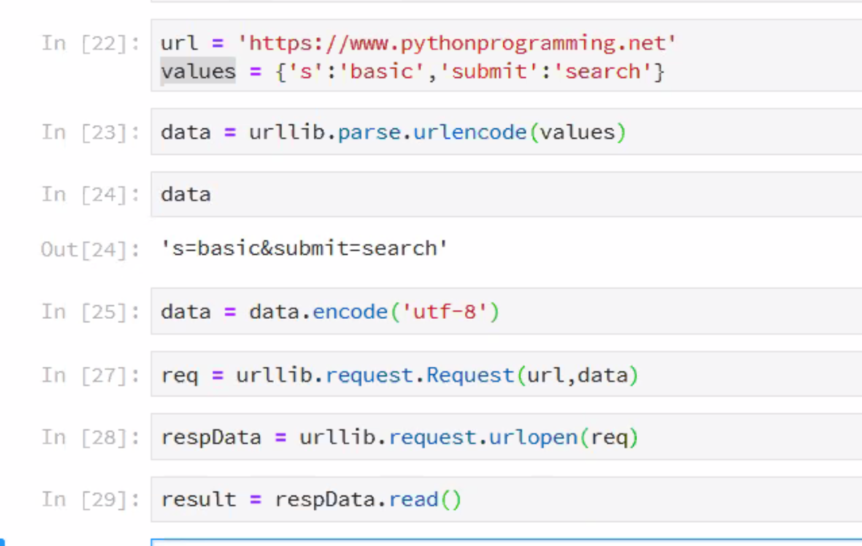 In [22]: url = 'https://www.pythonprogramming.net'
values = {'s':'basic','submit':'search'}
In [23]: data = urllib.parse.urlencode(values)
In [24]: data
Out[24]: 's=basic&submit=search'
In [25]: data = data.encode('utf-8')
In [27]: req = urllib.request.Request(url,data)
In [28]: respData = urllib.request.urlopen(req)
In [29]: result = respData.read()